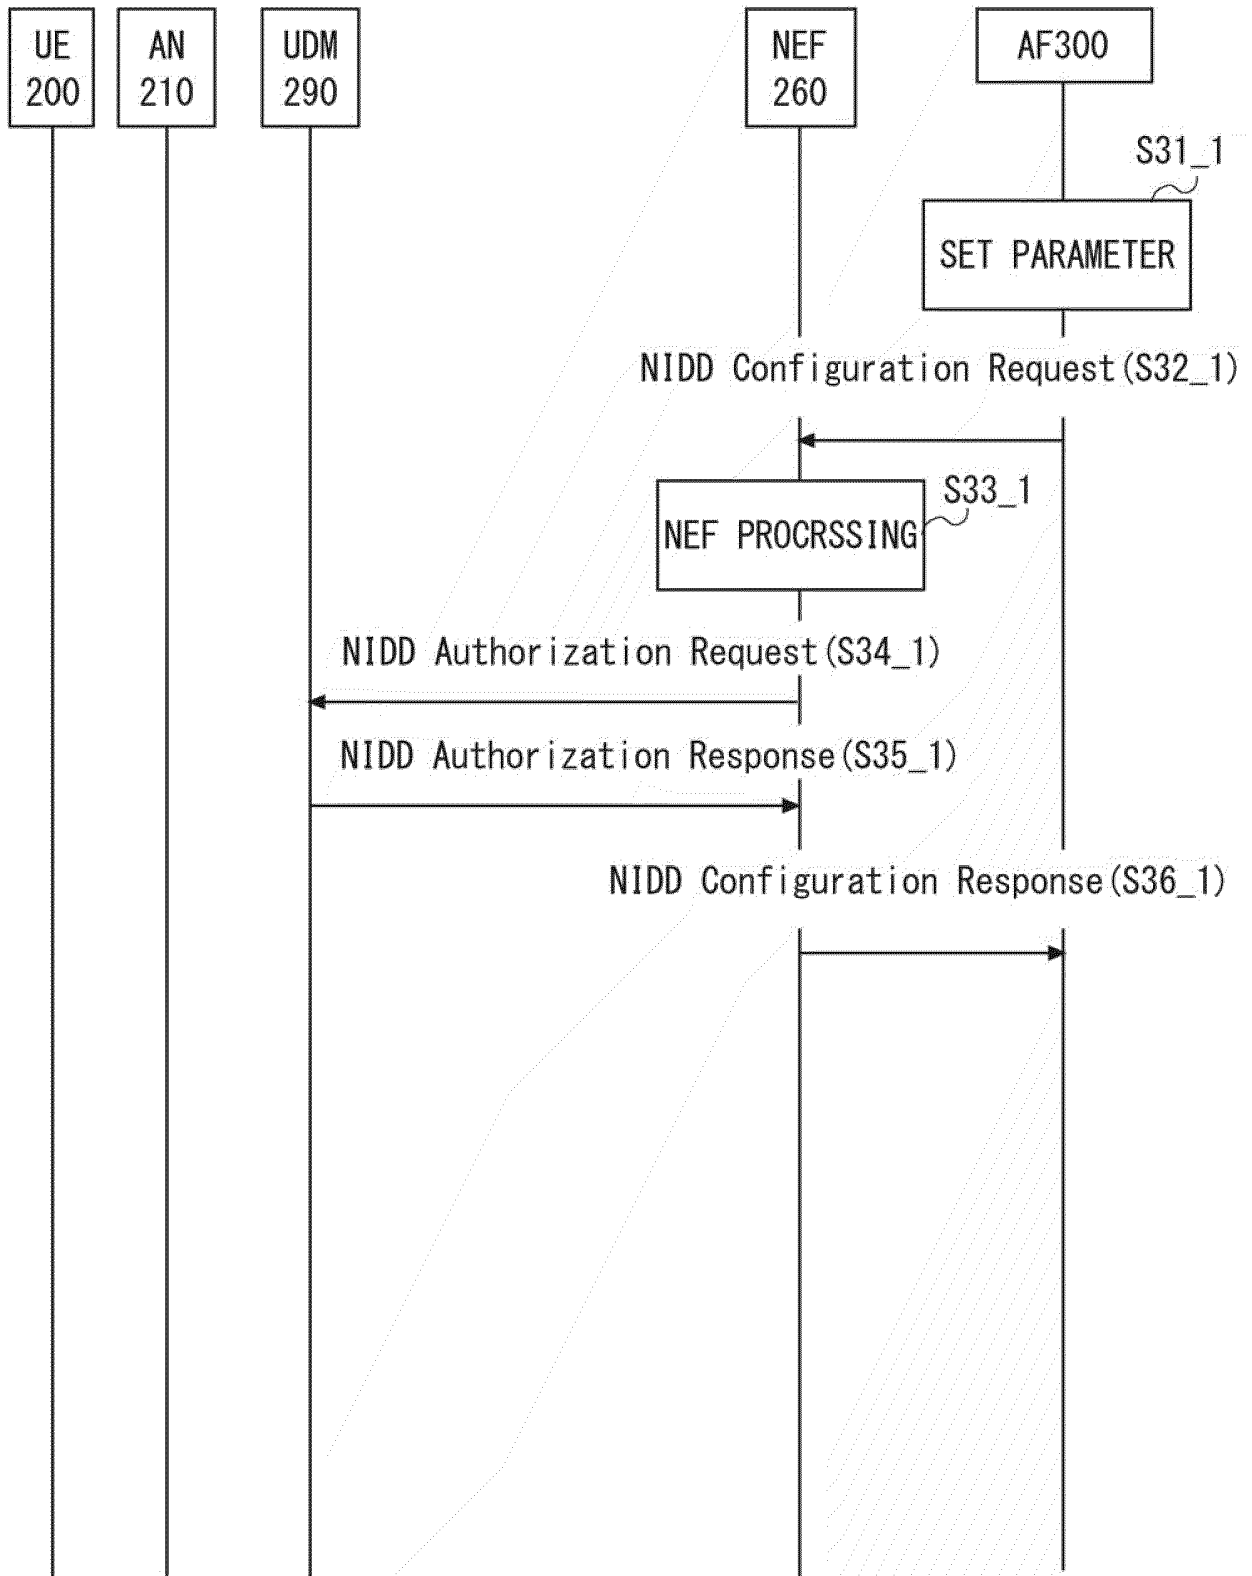 UE
200
AN
210
UDM
290
NEF
260
AF300
S31_1
SET PARAMETER
NIDD Configuration Request(S32_1)
S33_1
NEF PROCRSSING
NIDD Authorization Request(S34_1)
NIDD Authorization Response(S35_1)
NIDD Configuration Response(S36_1)